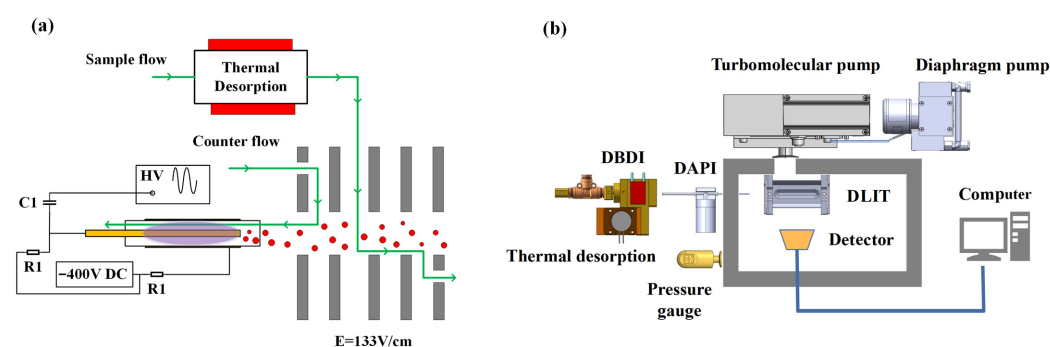 (a)
Sample flow
Thermal
Desorption
Counter flow
HV
C1
R1
−400V DC
R1
E=133V/cm
(b)
Turbomolecular pump
Diaphragm pump
DBDI
DAPI
DLIT
Computer
Detector
Thermal desorption
Pressure
gauge